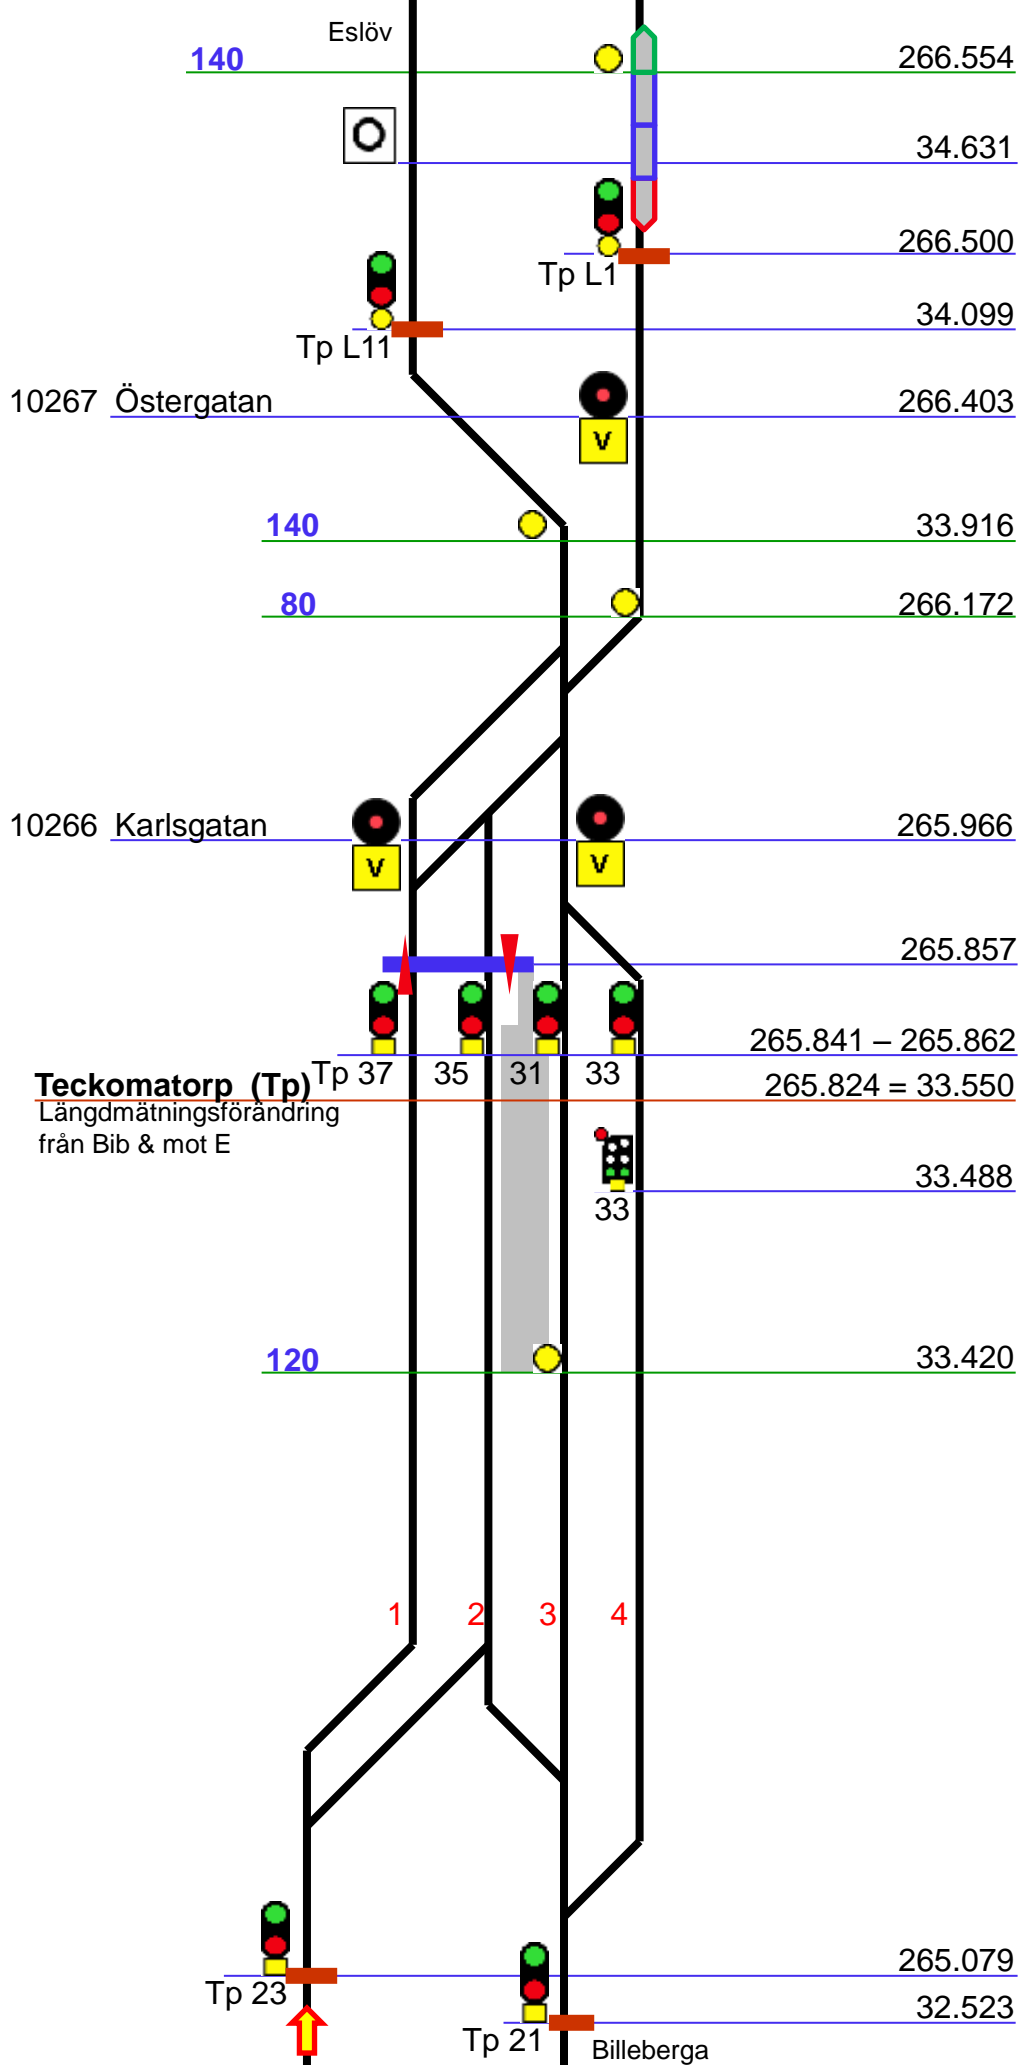 Eslöv
140 266.554
34.631
266.500
Tp L1
34.099
Tp L11
10267 Östergatan 266.403
V
140 33.916
80 266.172
10266 Karlsgatan 265.966
V V
265.857
265.841 – 265.862
Tp 37 35 31 33
Teckomatorp (Tp) 265.824 = 33.550
Längdmätningsförändring
från Bib & mot E
33.488
33
120 33.420
1 2 3 4
265.079
Tp 23
32.523
Tp 21
Billeberga